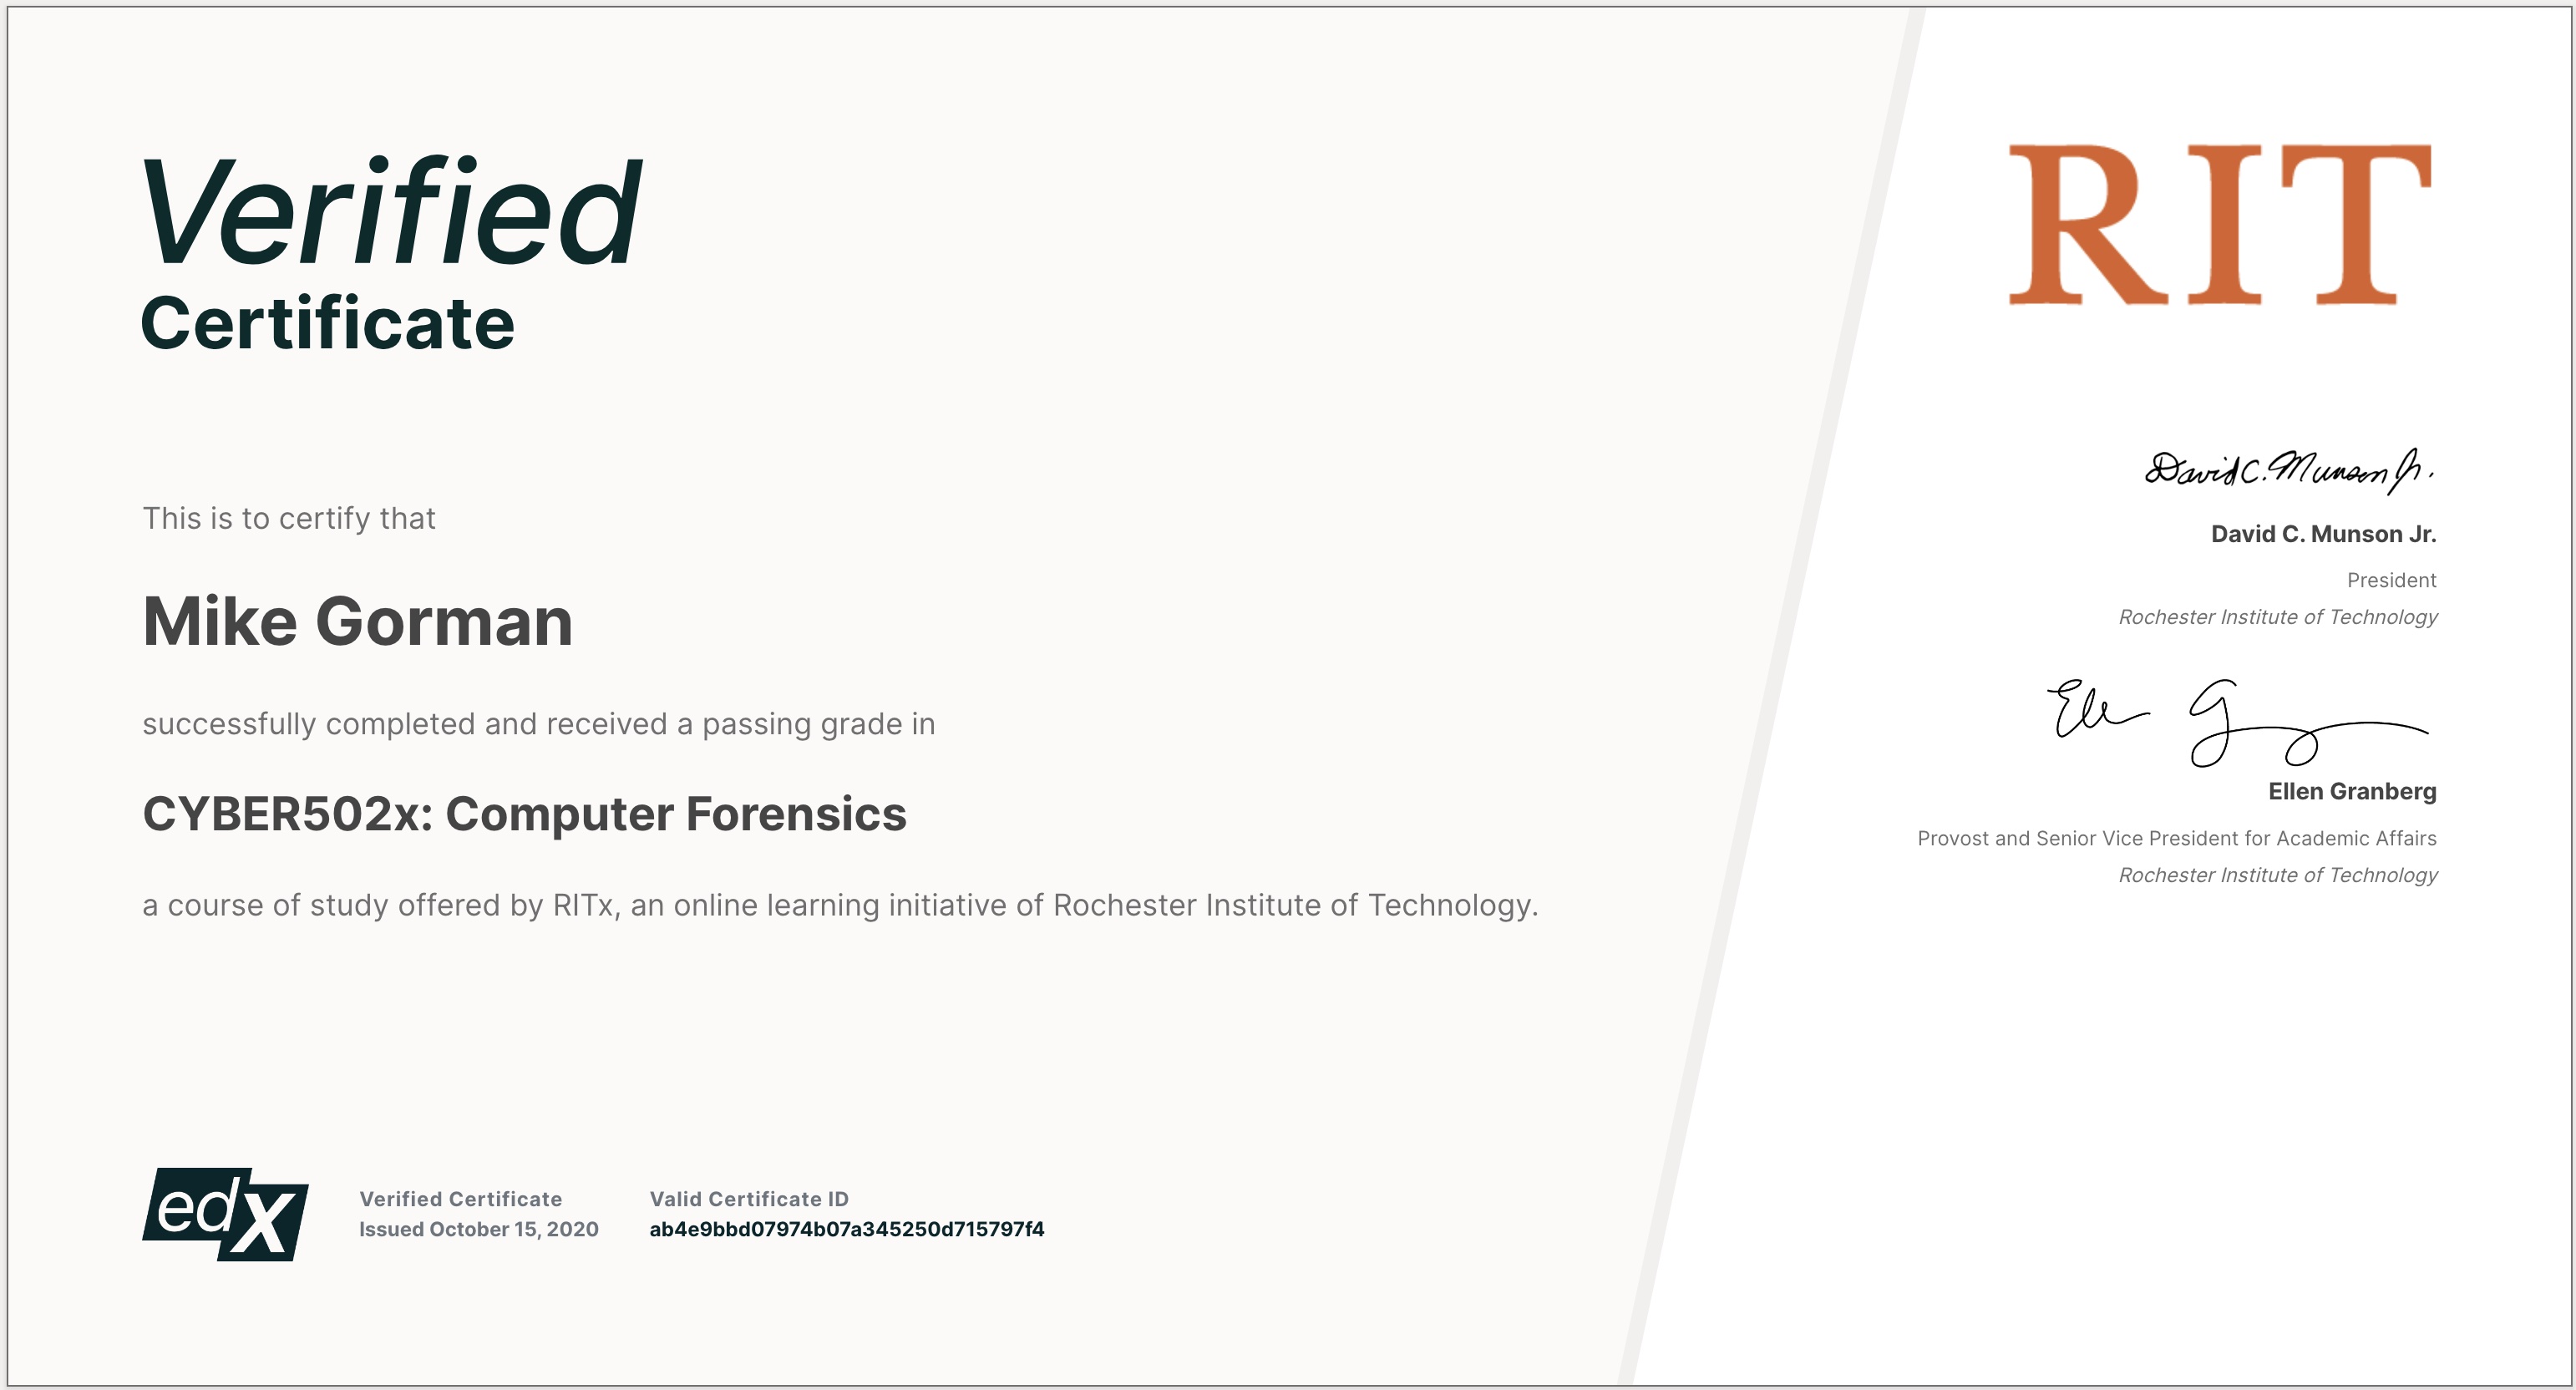 Verified
Certificate
This is to certify that
Mike Gorman
successfully completed and received a passing grade in
CYBER502x: Computer Forensics
a course of study offered by RITx, an online learning initiative of Rochester Institute of Technology.
edX
Verified Certificate
Issued October 15, 2020
Valid Certificate ID
ab4e9bbd07974b07a345250d715797f4
RIT
David C. Munson Jr.
David C. Munson Jr.
President
Rochester Institute of Technology
Ellen Granberg
Provost and Senior Vice President for Academic Affairs
Rochester Institute of Technology